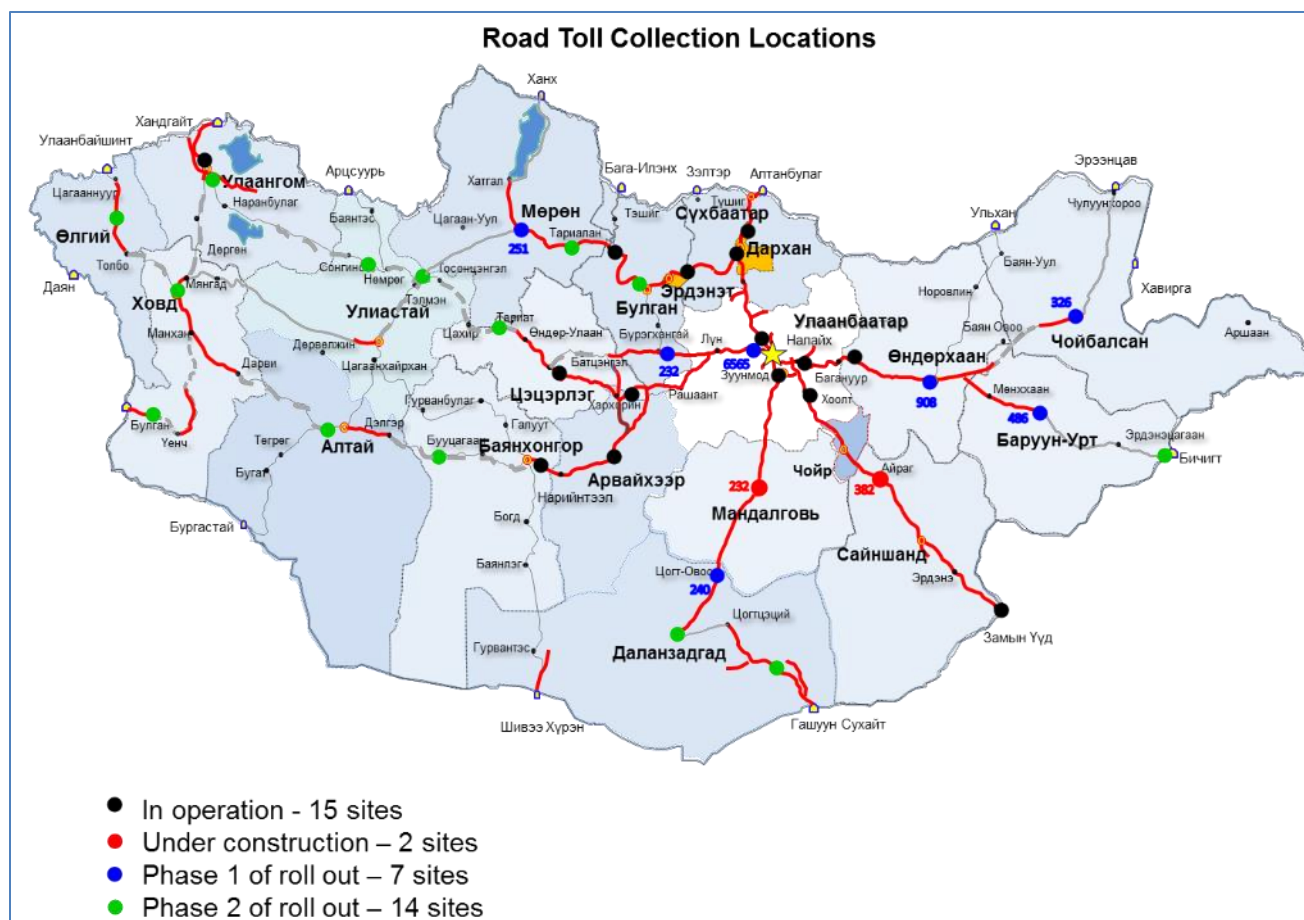 Road Toll Collection Locations
Ханх
Хандгайт
Улаанбайшинт
Арцсуурь
Бага-Илэнх
Зэлтэр
Алтанбулаг
Эрээнцав
Цагааннуур
Улаангом
Наранбулаг
Баянтэс
Хатгал
Цагаан-Уул
Мөрөн
Тариалан
251
Тэшиг
Сүхбаатар
Түшиг
Дархан
Ульхан
Чулуунхороо
Өлгий
Толбо
Дөргөн
Сонгино
Нөмрөг
Тосонцэнгэл
Тэлмэн
Булган
Эрдэнэт
Баян-Уул
Норовлин
Хавирга
Даян
Мянгад
Ховд
Манхан
Улиастай
Цахир
Тариат
Өндөр-Улаан
Бүрэгхангай
Лүн
Улаанбаатар
Налайх
Баян Овоо
326
Чойбалсан
Аршаан
Дөрвөлжин
Цагаанхайрхан
Батцэнгэл
232
6565
Зуунмод
Багануур
Өндөрхаан
908
Мөнххаан
486
Дарви
Цэцэрлэг
Хархорин
Рашаант
Хоолт
Баруун-Урт
Эрдэнэцагаан
Бичигт
Булган
Үенч
Төгрөг
Бугат
Алтай
Дэлгэр
Гурванбулаг
Галуут
Бууцагаан
Баянхонгор
Арвайхээр
Нарийнтээл
Чойр
Айраг
382
232
Мандалговь
Сайншанд
Бургастай
Богд
Баянлэг
Цогт-Овоо
240
Эрдэнэ
Замын Үүд
Гурвантэс
Даланзадгад
Цогтцэций
Шивээ Хүрэн
Гашуун Сухайт
In operation - 15 sites
Under construction – 2 sites
Phase 1 of roll out – 7 sites
Phase 2 of roll out – 14 sites